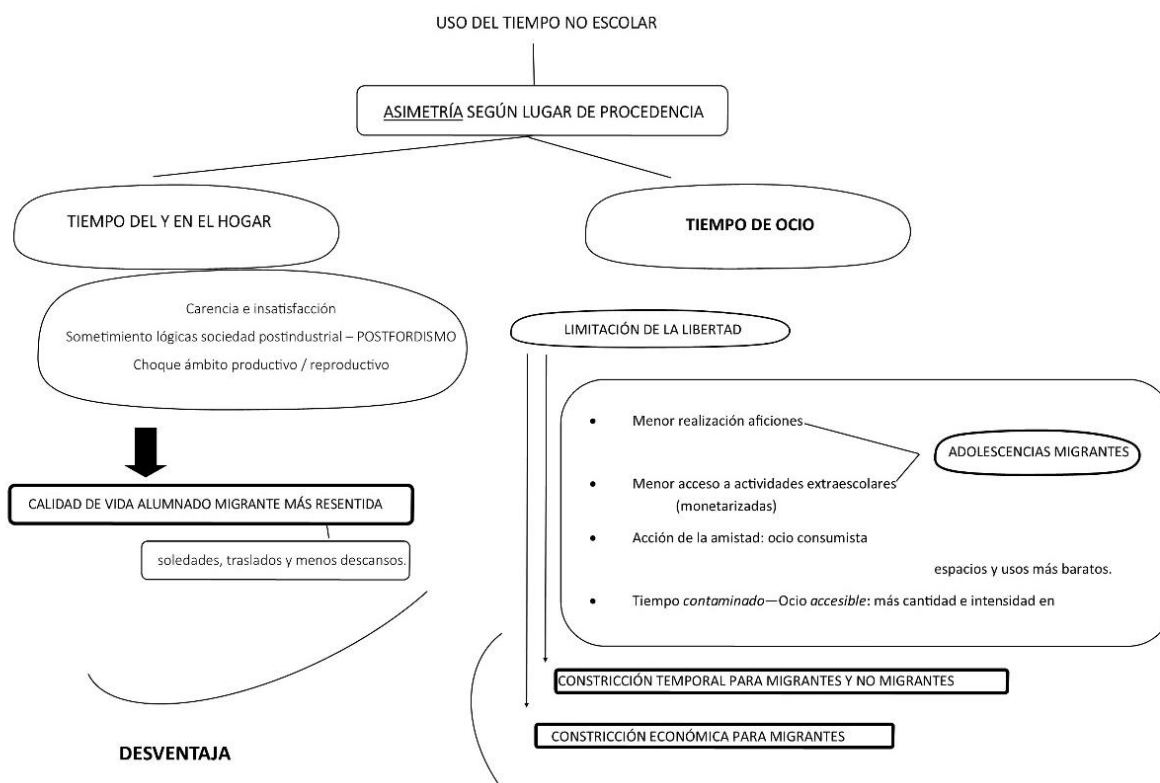 USO DEL TIEMPO NO ESCOLAR
ASIMETRÍA SEGÚN LUGAR DE PROCEDENCIA
TIEMPO DEL Y EN EL HOGAR
TIEMPO DE OCIO
Carencia e insatisfacción
Sometimiento lógicas sociedad postindustrial – POSTFORDISMO
Choque ámbito productivo / reproductivo
LIMITACIÓN DE LA LIBERTAD
• Menor realización aficiones
ADOLESCENCIAS MIGRANTES
• Menor acceso a actividades extraescolares
(monetarizadas)
• Acción de la amistad: ocio consumista
espacios y usos más baratos.
• Tiempo contaminado—Ocio accesible: más cantidad e intensidad en
CALIDAD DE VIDA ALUMNADO MIGRANTE MÁS RESENTIDA
soledades, traslados y menos descansos.
CONSTRICCIÓN TEMPORAL PARA MIGRANTES Y NO MIGRANTES
CONSTRICCIÓN ECONÓMICA PARA MIGRANTES
DESVENTAJA